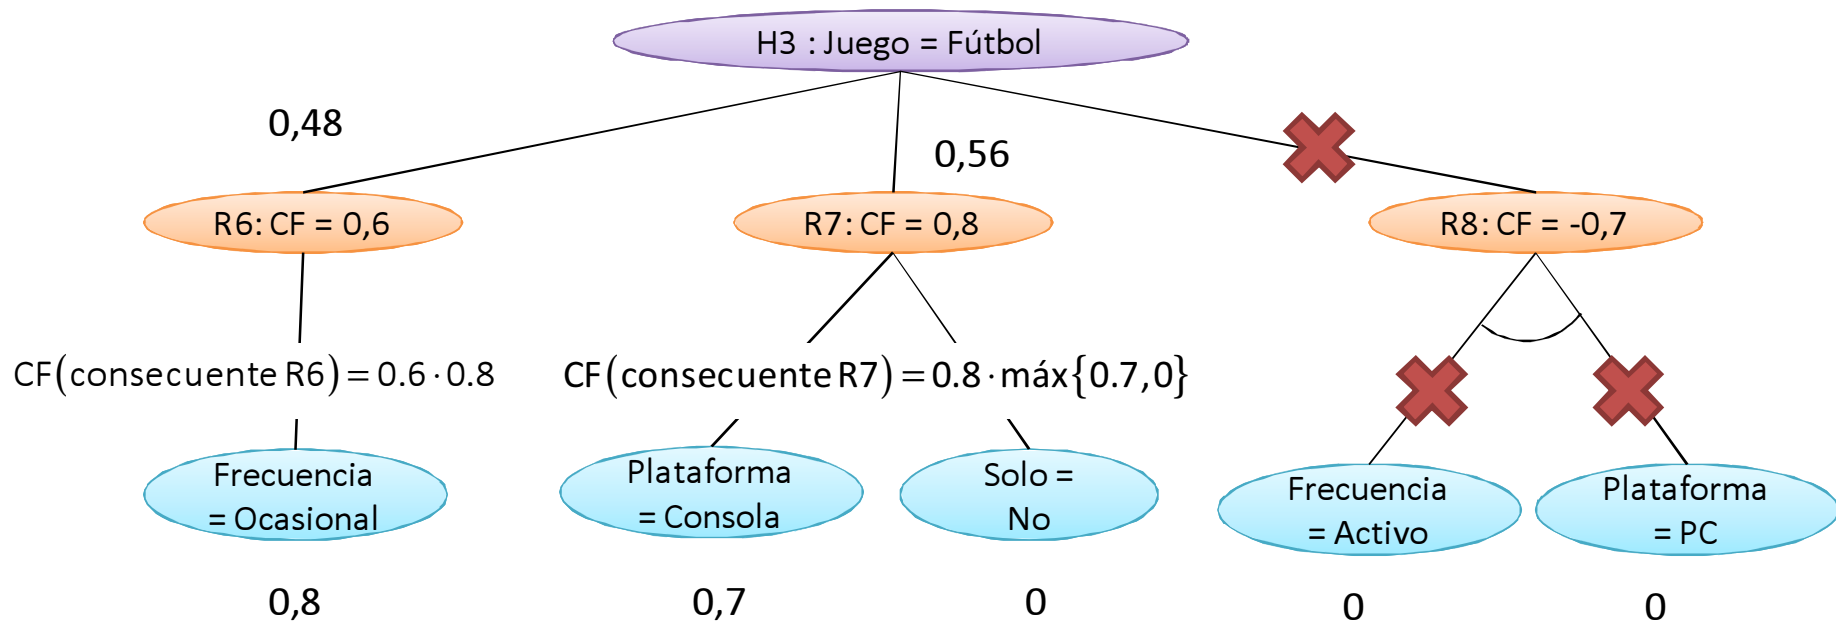 H3 : Juego = Fútbol
0,48
0,56
R6: CF = 0,6
R7: CF = 0,8
R8: CF = -0,7
CF(consecuente R6) = 0.6 · 0.8
CF(consecuente R7) = 0.8 · máx{0.7, 0}
Frecuencia
= Ocasional
Plataforma
= Consola
Solo =
No
Frecuencia
= Activo
Plataforma
= PC
0,8
0,7
0
0
0